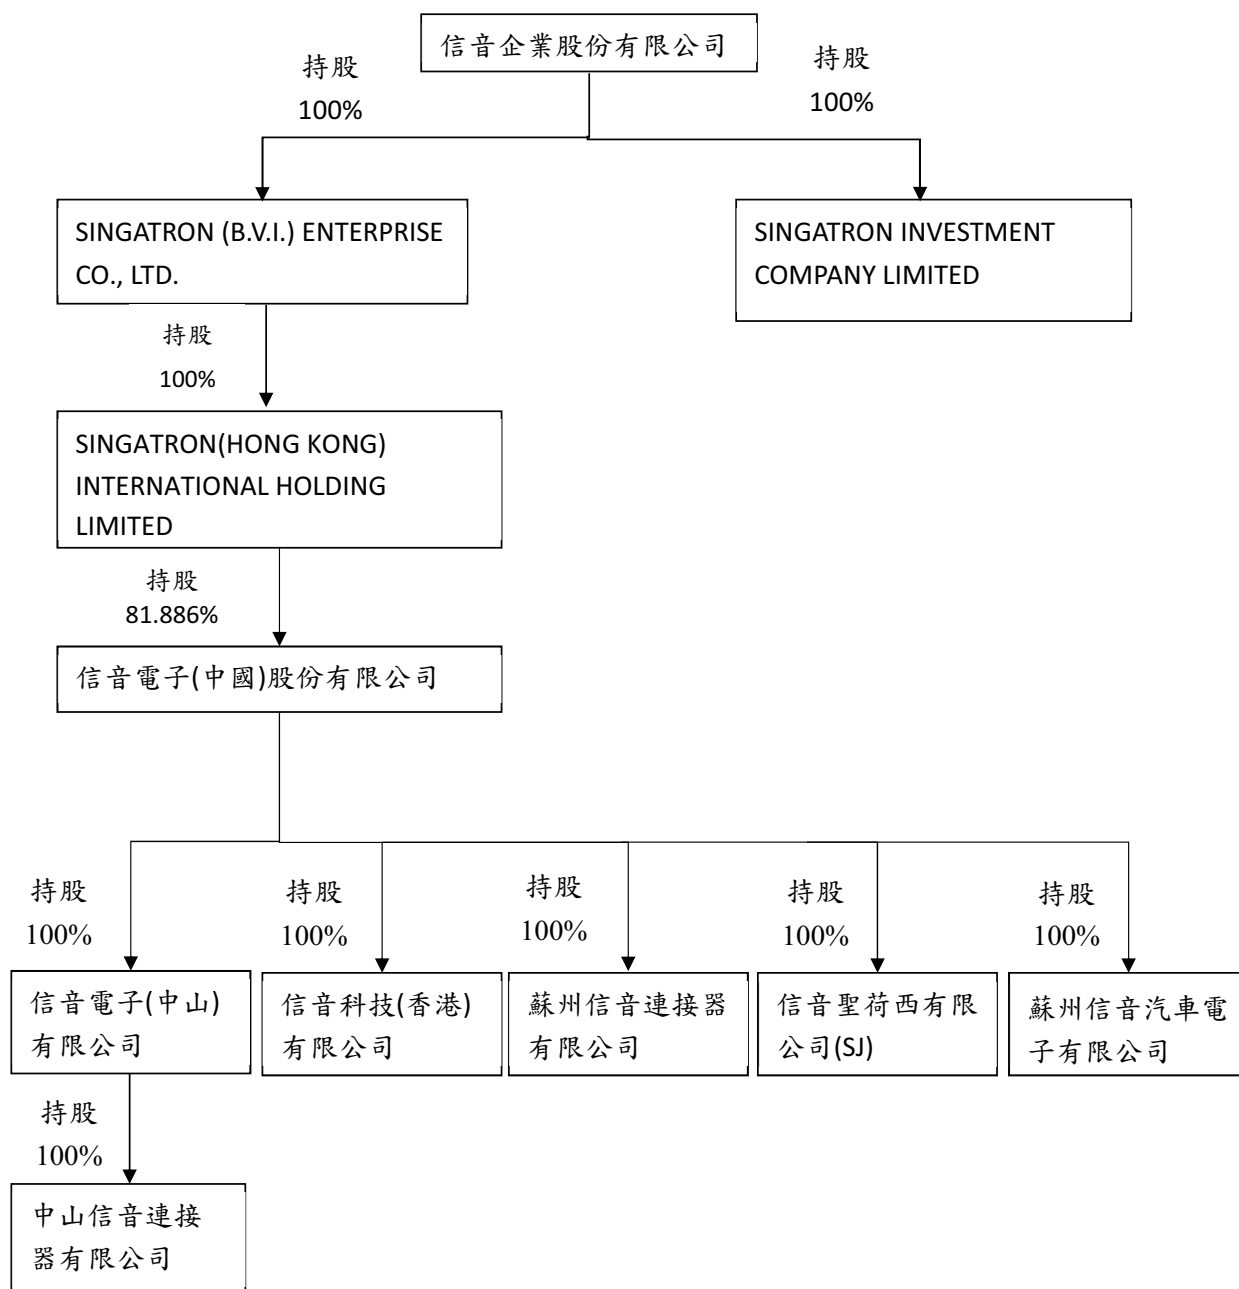 信音企業股份有限公司
持股
100%
持股
100%
SINGATRON (B.V.I.) ENTERPRISE
CO., LTD.
SINGATRON INVESTMENT
COMPANY LIMITED
持股
100%
SINGATRON(HONG KONG)
INTERNATIONAL HOLDING
LIMITED
持股
81.886%
信音電子(中國)股份有限公司
持股
100%
持股
100%
持股
100%
持股
100%
持股
100%
信音電子(中山)
有限公司
信音科技(香港)
有限公司
蘇州信音連接器
有限公司
信音聖荷西有限
公司(SJ)
蘇州信音汽車電
子有限公司
持股
100%
中山信音連接
器有限公司